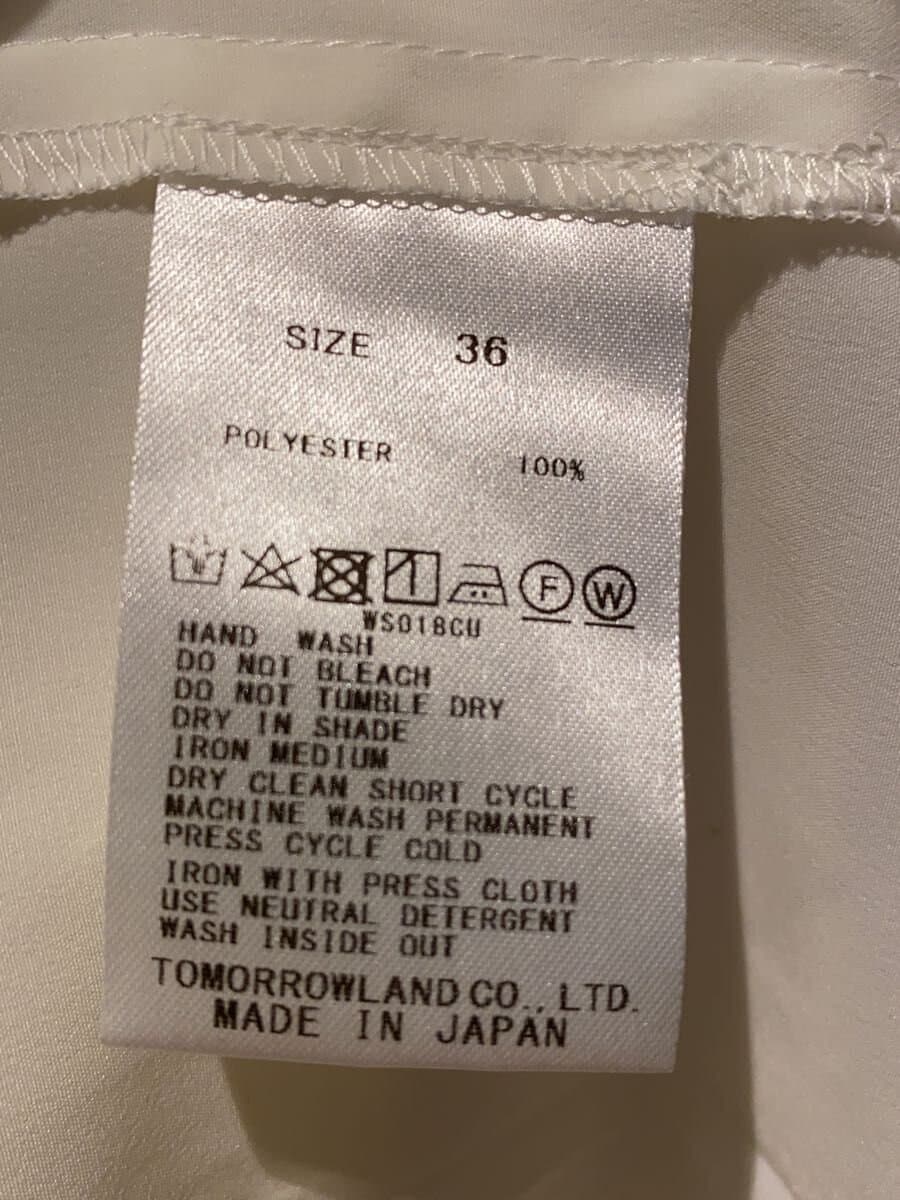 SIZE 36
POLYESTER 100%
F W
WS018CU
HAND WASH
DO NOT BLEACH
DO NOT TUMBLE DRY
DRY IN SHADE
IRON MEDIUM
DRY CLEAN SHORT CYCLE
MACHINE WASH PERMANENT
PRESS CYCLE COLD
IRON WITH PRESS CLOTH
USE NEUTRAL DETERGENT
WASH INSIDE OUT
TOMORROWLAND CO., LTD.
MADE IN JAPAN